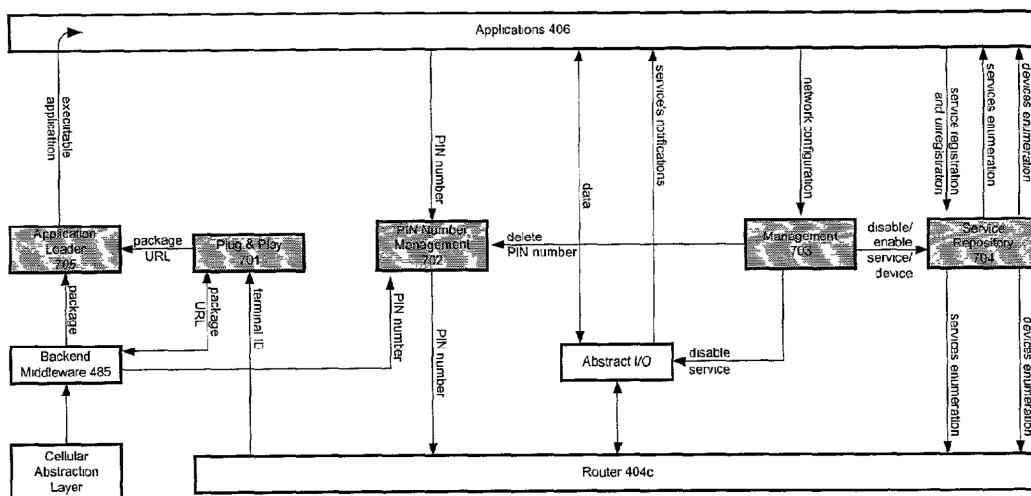 Applications 406
executable
application
PIN number
data
service's notifications
network configuration
service registration
and unregistration
services enumeration
devices enumeration
Application
Loader
705
package
URL
Plug & Play
701
PIN Number
Management
702
delete
PIN number
Management
703
disable/
enable
service/
device
Service
Repository
704
package
package
URL
terminal ID
PIN number
PIN number
Backend
Middleware 485
Abstract I/O
disable
service
services enumeration
devices enumeration
Cellular
Abstraction
Layer
Router 404c